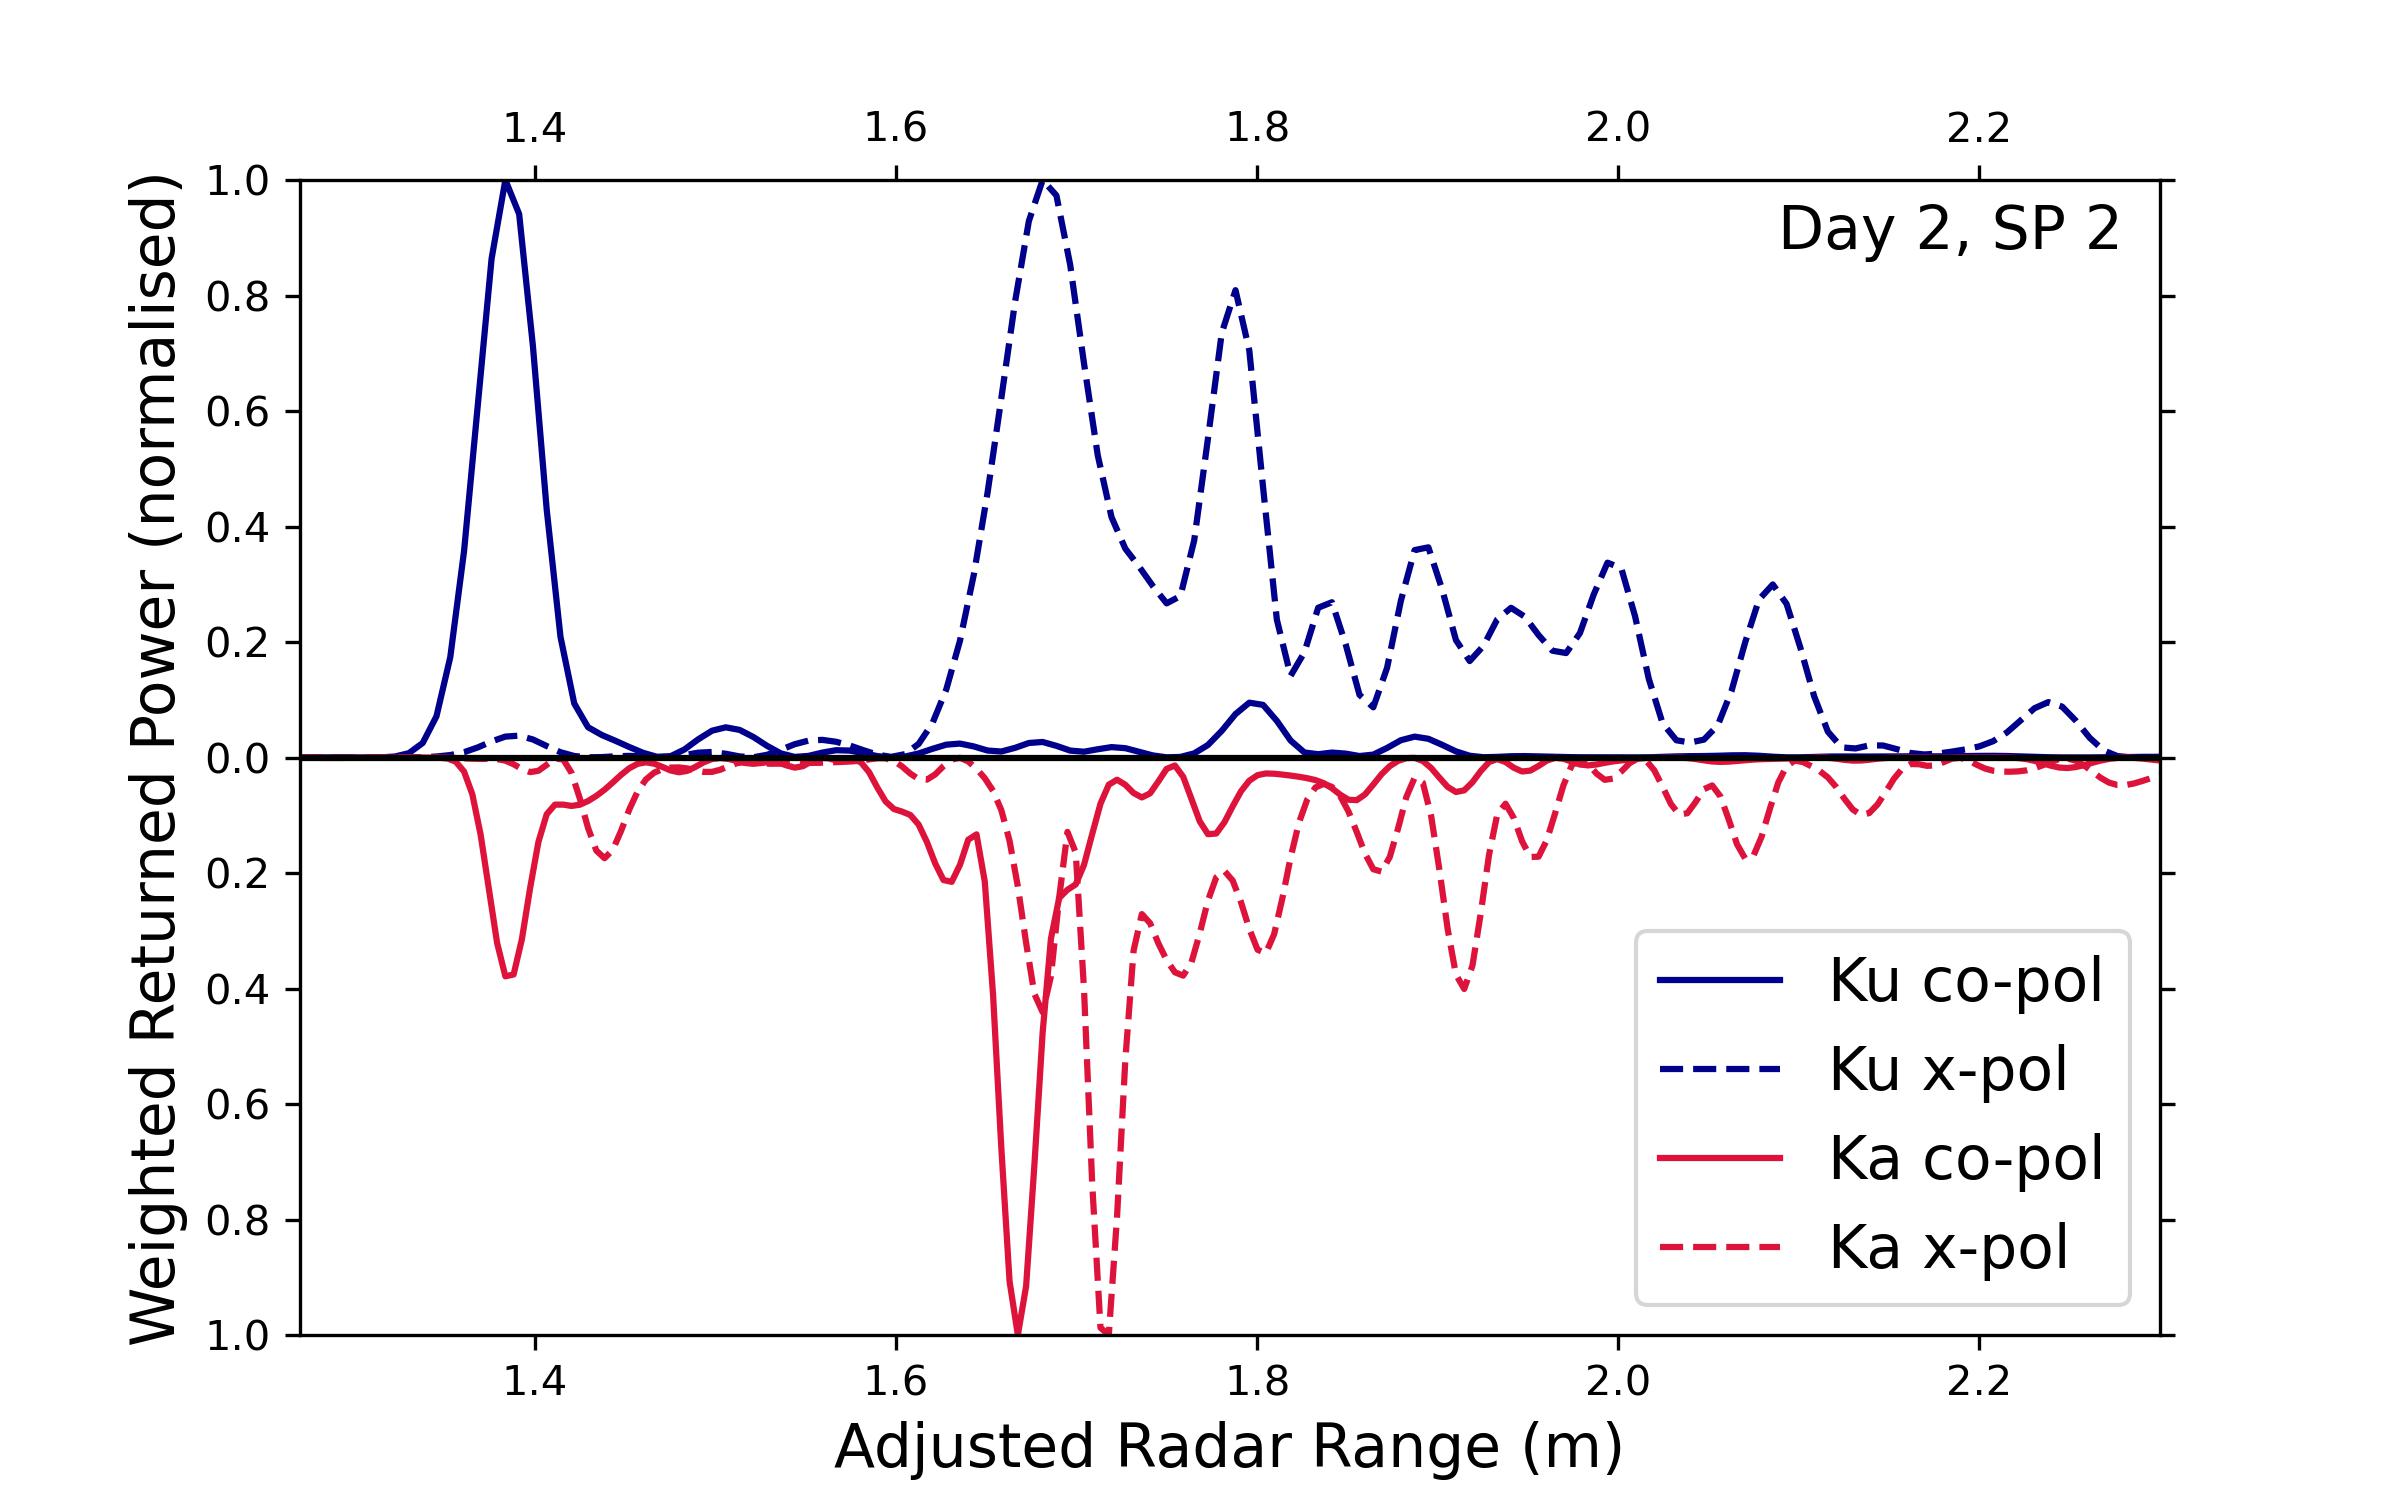 1.4 1.6 1.8 2.0 2.2
Day 2, SP 2
Weighted Returned Power (normalised)
1.0
0.8
0.6
0.4
0.2
0.0
0.2
0.4
0.6
0.8
1.0
Ku co-pol
Ku x-pol
Ka co-pol
Ka x-pol
1.4 1.6 1.8 2.0 2.2
Adjusted Radar Range (m)